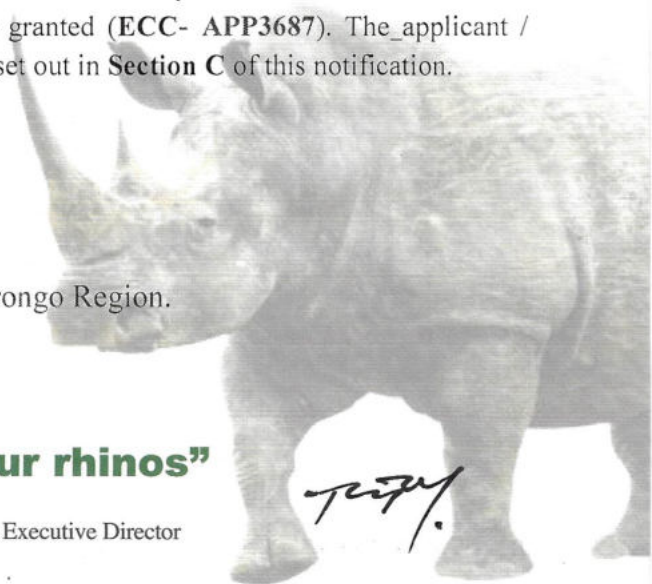 granted (ECC- APP3687). The_applicant /
set out in Section C of this notification.
ongo Region.
ur rhinos”
Executive Director